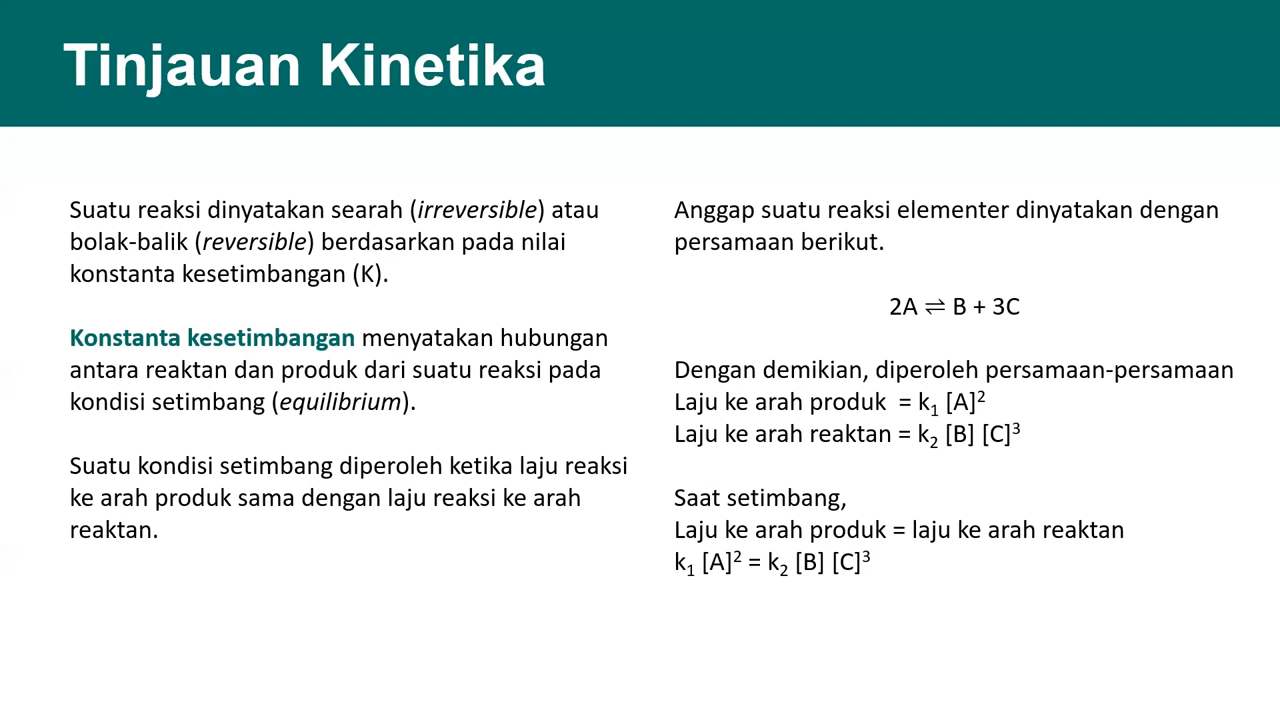 Tinjauan Kinetika
Suatu reaksi dinyatakan searah (irreversible) atau
bolak-balik (reversible) berdasarkan pada nilai
konstanta kesetimbangan (K).
Konstanta kesetimbangan menyatakan hubungan
antara reaktan dan produk dari suatu reaksi pada
kondisi setimbang (equilibrium).
Suatu kondisi setimbang diperoleh ketika laju reaksi
ke arah produk sama dengan laju reaksi ke arah
reaktan.
Anggap suatu reaksi elementer dinyatakan dengan
persamaan berikut.
2A ⇌ B + 3C
Dengan demikian, diperoleh persamaan-persamaan
Laju ke arah produk = k₁ [A]²
Laju ke arah reaktan = k₂ [B] [C]³
Saat setimbang,
Laju ke arah produk = laju ke arah reaktan
k₁ [A]² = k₂ [B] [C]³